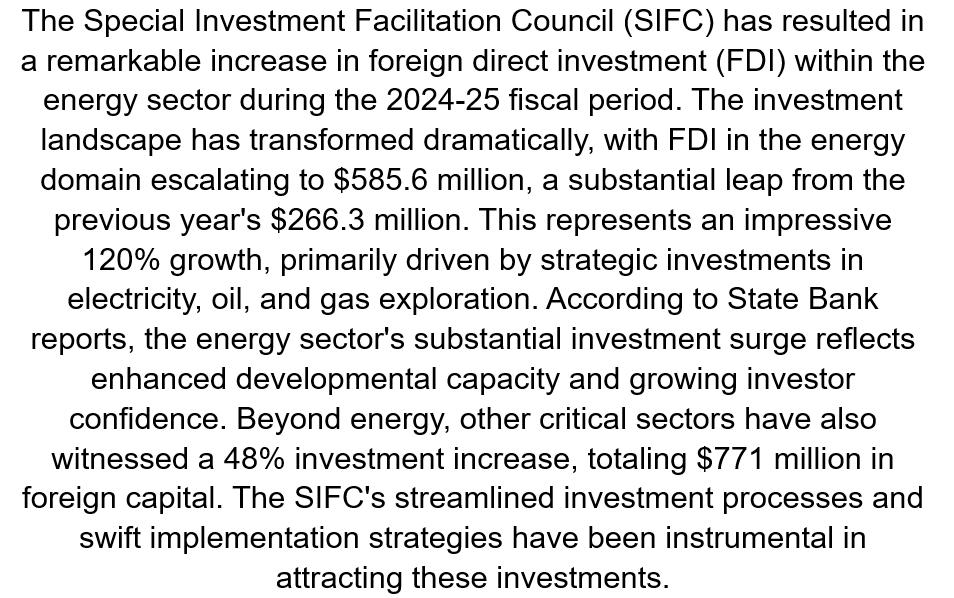 The Special Investment Facilitation Council (SIFC) has resulted in
a remarkable increase in foreign direct investment (FDI) within the
energy sector during the 2024-25 fiscal period. The investment
landscape has transformed dramatically, with FDI in the energy
domain escalating to $585.6 million, a substantial leap from the
previous year's $266.3 million. This represents an impressive
120% growth, primarily driven by strategic investments in
electricity, oil, and gas exploration. According to State Bank
reports, the energy sector's substantial investment surge reflects
enhanced developmental capacity and growing investor
confidence. Beyond energy, other critical sectors have also
witnessed a 48% investment increase, totaling $771 million in
foreign capital. The SIFC's streamlined investment processes and
swift implementation strategies have been instrumental in
attracting these investments.